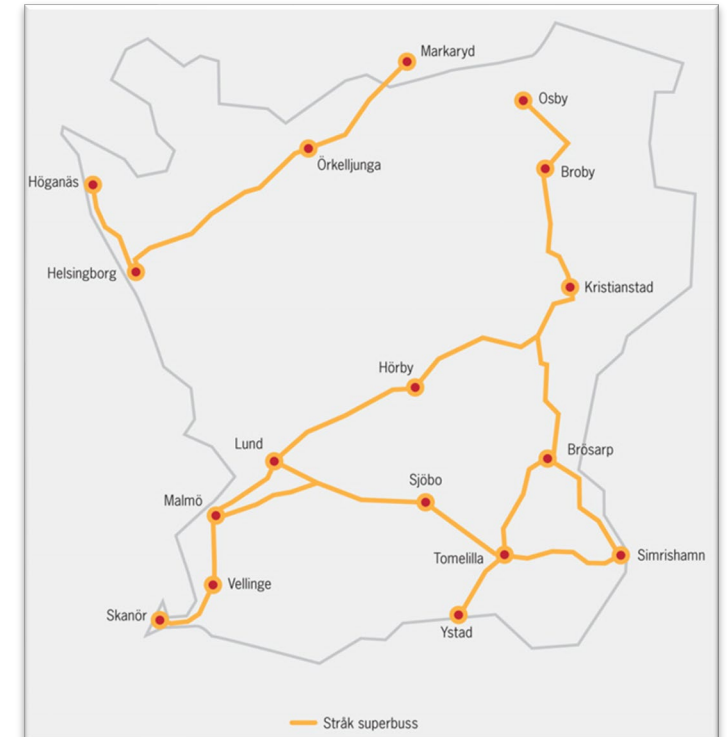 Markaryd
Osby
Örkelljunga
Broby
Höganäs
Helsingborg
Kristianstad
Hörby
Lund
Brösarp
Sjöbo
Malmö
Tomelilla
Simrishamn
Vellinge
Skanör
Ystad
Stråk superbuss